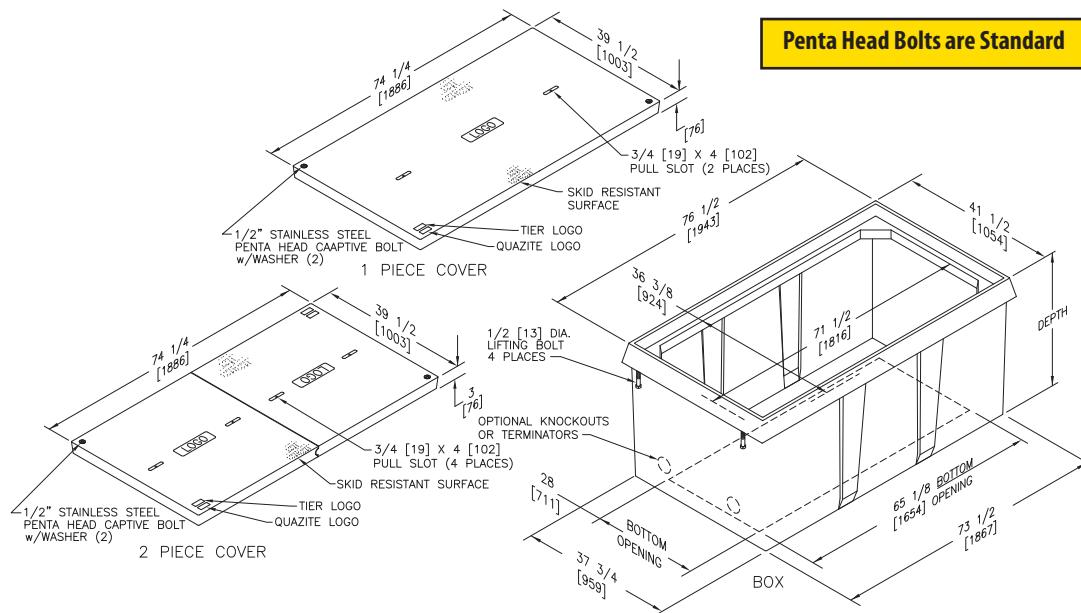 Penta Head Bolts are Standard
74 1/4
[1886]
39 1/2
[1003]
[76]
LOGO
3/4 [19] X 4 [102]
PULL SLOT (2 PLACES)
SKID RESISTANT
SURFACE
TIER LOGO
QUAZITE LOGO
1/2" STAINLESS STEEL
PENTA HEAD CAAPTIVE BOLT
w/WASHER (2)
1 PIECE COVER
74 1/4
[1886]
39 1/2
[1003]
3
[76]
LOGO
LOGO
3/4 [19] X 4 [102]
PULL SLOT (4 PLACES)
SKID RESISTANT SURFACE
TIER LOGO
QUAZITE LOGO
1/2" STAINLESS STEEL
PENTA HEAD CAPTIVE BOLT
w/WASHER (2)
2 PIECE COVER
76 1/2
[1943]
41 1/2
[1054]
36 3/8
[924]
71 1/2
[1816]
DEPTH
1/2 [13] DIA.
LIFTING BOLT
4 PLACES
OPTIONAL KNOCKOUTS
OR TERMINATORS
28
[711]
BOTTOM
OPENING
37 3/4
[959]
65 1/8 BOTTOM
[1654] OPENING
73 1/2
[1867]
BOX